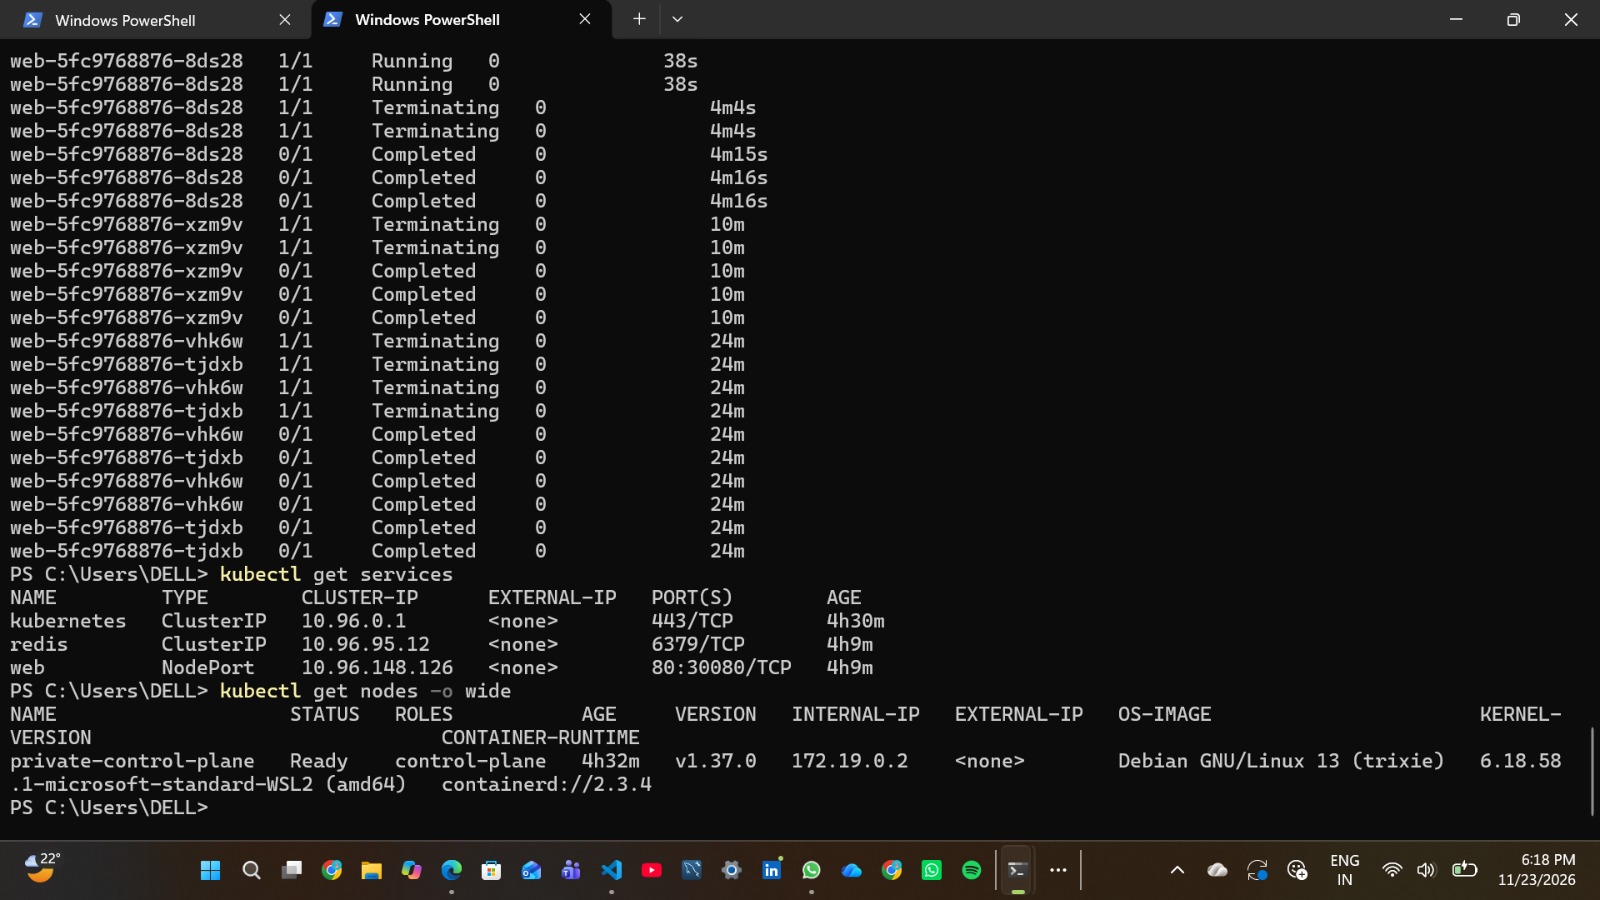 Windows PowerShell
Windows PowerShell
web-5fc9768876-8ds28 1/1 Running 0 38s
web-5fc9768876-8ds28 1/1 Running 0 38s
web-5fc9768876-8ds28 1/1 Terminating 0 4m4s
web-5fc9768876-8ds28 1/1 Terminating 0 4m4s
web-5fc9768876-8ds28 0/1 Completed 0 4m15s
web-5fc9768876-8ds28 0/1 Completed 0 4m16s
web-5fc9768876-8ds28 0/1 Completed 0 4m16s
web-5fc9768876-xzm9v 1/1 Terminating 0 10m
web-5fc9768876-xzm9v 1/1 Terminating 0 10m
web-5fc9768876-xzm9v 0/1 Completed 0 10m
web-5fc9768876-xzm9v 0/1 Completed 0 10m
web-5fc9768876-xzm9v 0/1 Completed 0 10m
web-5fc9768876-vhk6w 1/1 Terminating 0 24m
web-5fc9768876-tjdxb 1/1 Terminating 0 24m
web-5fc9768876-vhk6w 1/1 Terminating 0 24m
web-5fc9768876-tjdxb 1/1 Terminating 0 24m
web-5fc9768876-vhk6w 0/1 Completed 0 24m
web-5fc9768876-tjdxb 0/1 Completed 0 24m
web-5fc9768876-vhk6w 0/1 Completed 0 24m
web-5fc9768876-vhk6w 0/1 Completed 0 24m
web-5fc9768876-tjdxb 0/1 Completed 0 24m
web-5fc9768876-tjdxb 0/1 Completed 0 24m
PS C:\Users\DELL> kubectl get services
NAME TYPE CLUSTER-IP EXTERNAL-IP PORT(S) AGE
kubernetes ClusterIP 10.96.0.1 <none> 443/TCP 4h30m
redis ClusterIP 10.96.95.12 <none> 6379/TCP 4h9m
web NodePort 10.96.148.126 <none> 80:30080/TCP 4h9m
PS C:\Users\DELL> kubectl get nodes -o wide
NAME STATUS ROLES AGE VERSION INTERNAL-IP EXTERNAL-IP OS-IMAGE KERNEL-
VERSION CONTAINER-RUNTIME
private-control-plane Ready control-plane 4h32m v1.37.0 172.19.0.2 <none> Debian GNU/Linux 13 (trixie) 6.18.58
.1-microsoft-standard-WSL2 (amd64) containerd://2.3.4
PS C:\Users\DELL>
22°
ENG
IN
6:18 PM
11/23/2026